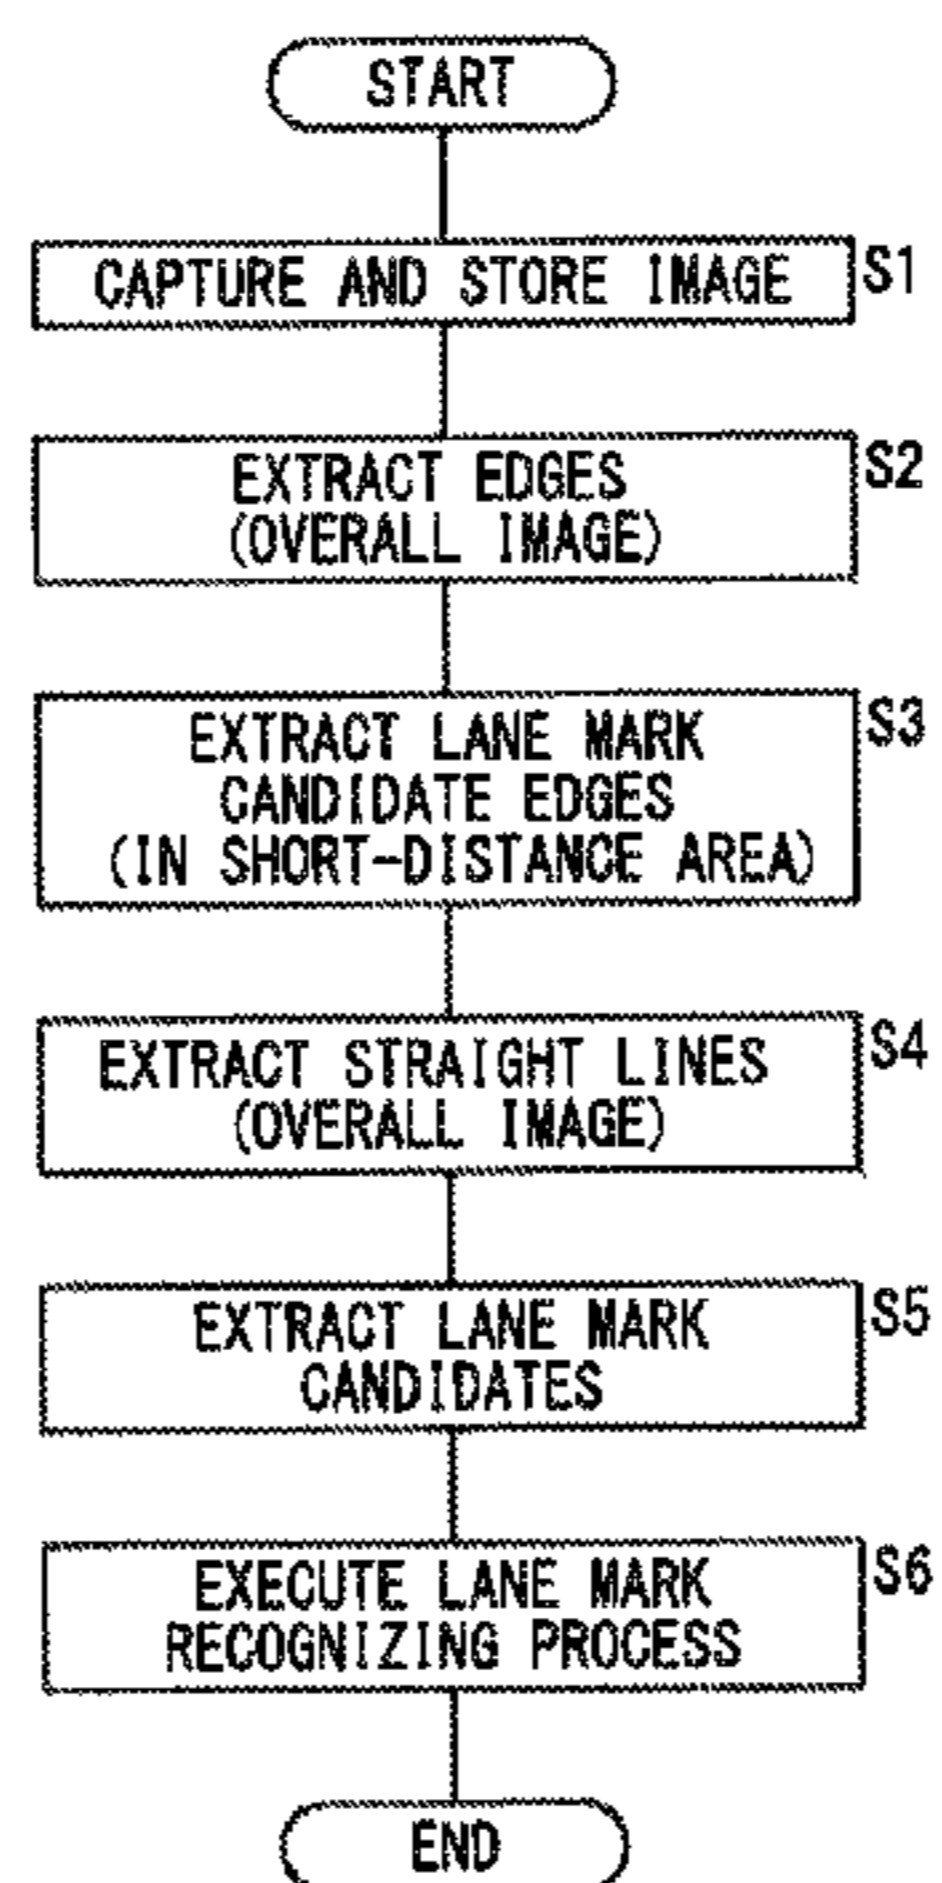 START
CAPTURE AND STORE IMAGE
S1
EXTRACT EDGES
(OVERALL IMAGE)
S2
EXTRACT LANE MARK
CANDIDATE EDGES
(IN SHORT-DISTANCE AREA)
S3
EXTRACT STRAIGHT LINES
(OVERALL IMAGE)
S4
EXTRACT LANE MARK
CANDIDATES
S5
EXECUTE LANE MARK
RECOGNIZING PROCESS
S6
END